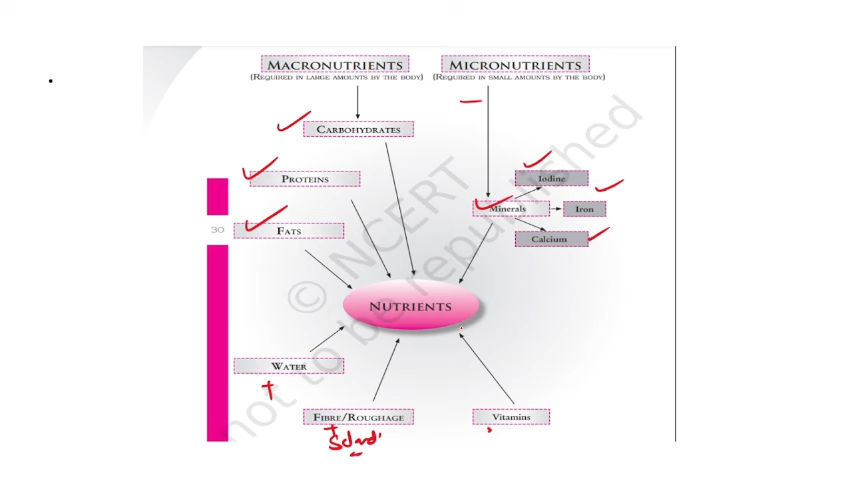 MACRONUTRIENTS
(REQUIRED IN LARGE AMOUNTS BY THE BODY)
MICRONUTRIENTS
(REQUIRED IN SMALL AMOUNTS BY THE BODY)
CARBOHYDRATES
PROTEINS
FATS
Iodine
Minerals
Iron
Calcium
30
NUTRIENTS
WATER
FIBRE/ROUGHAGE
Vitamins
© NCERT
not to be republished